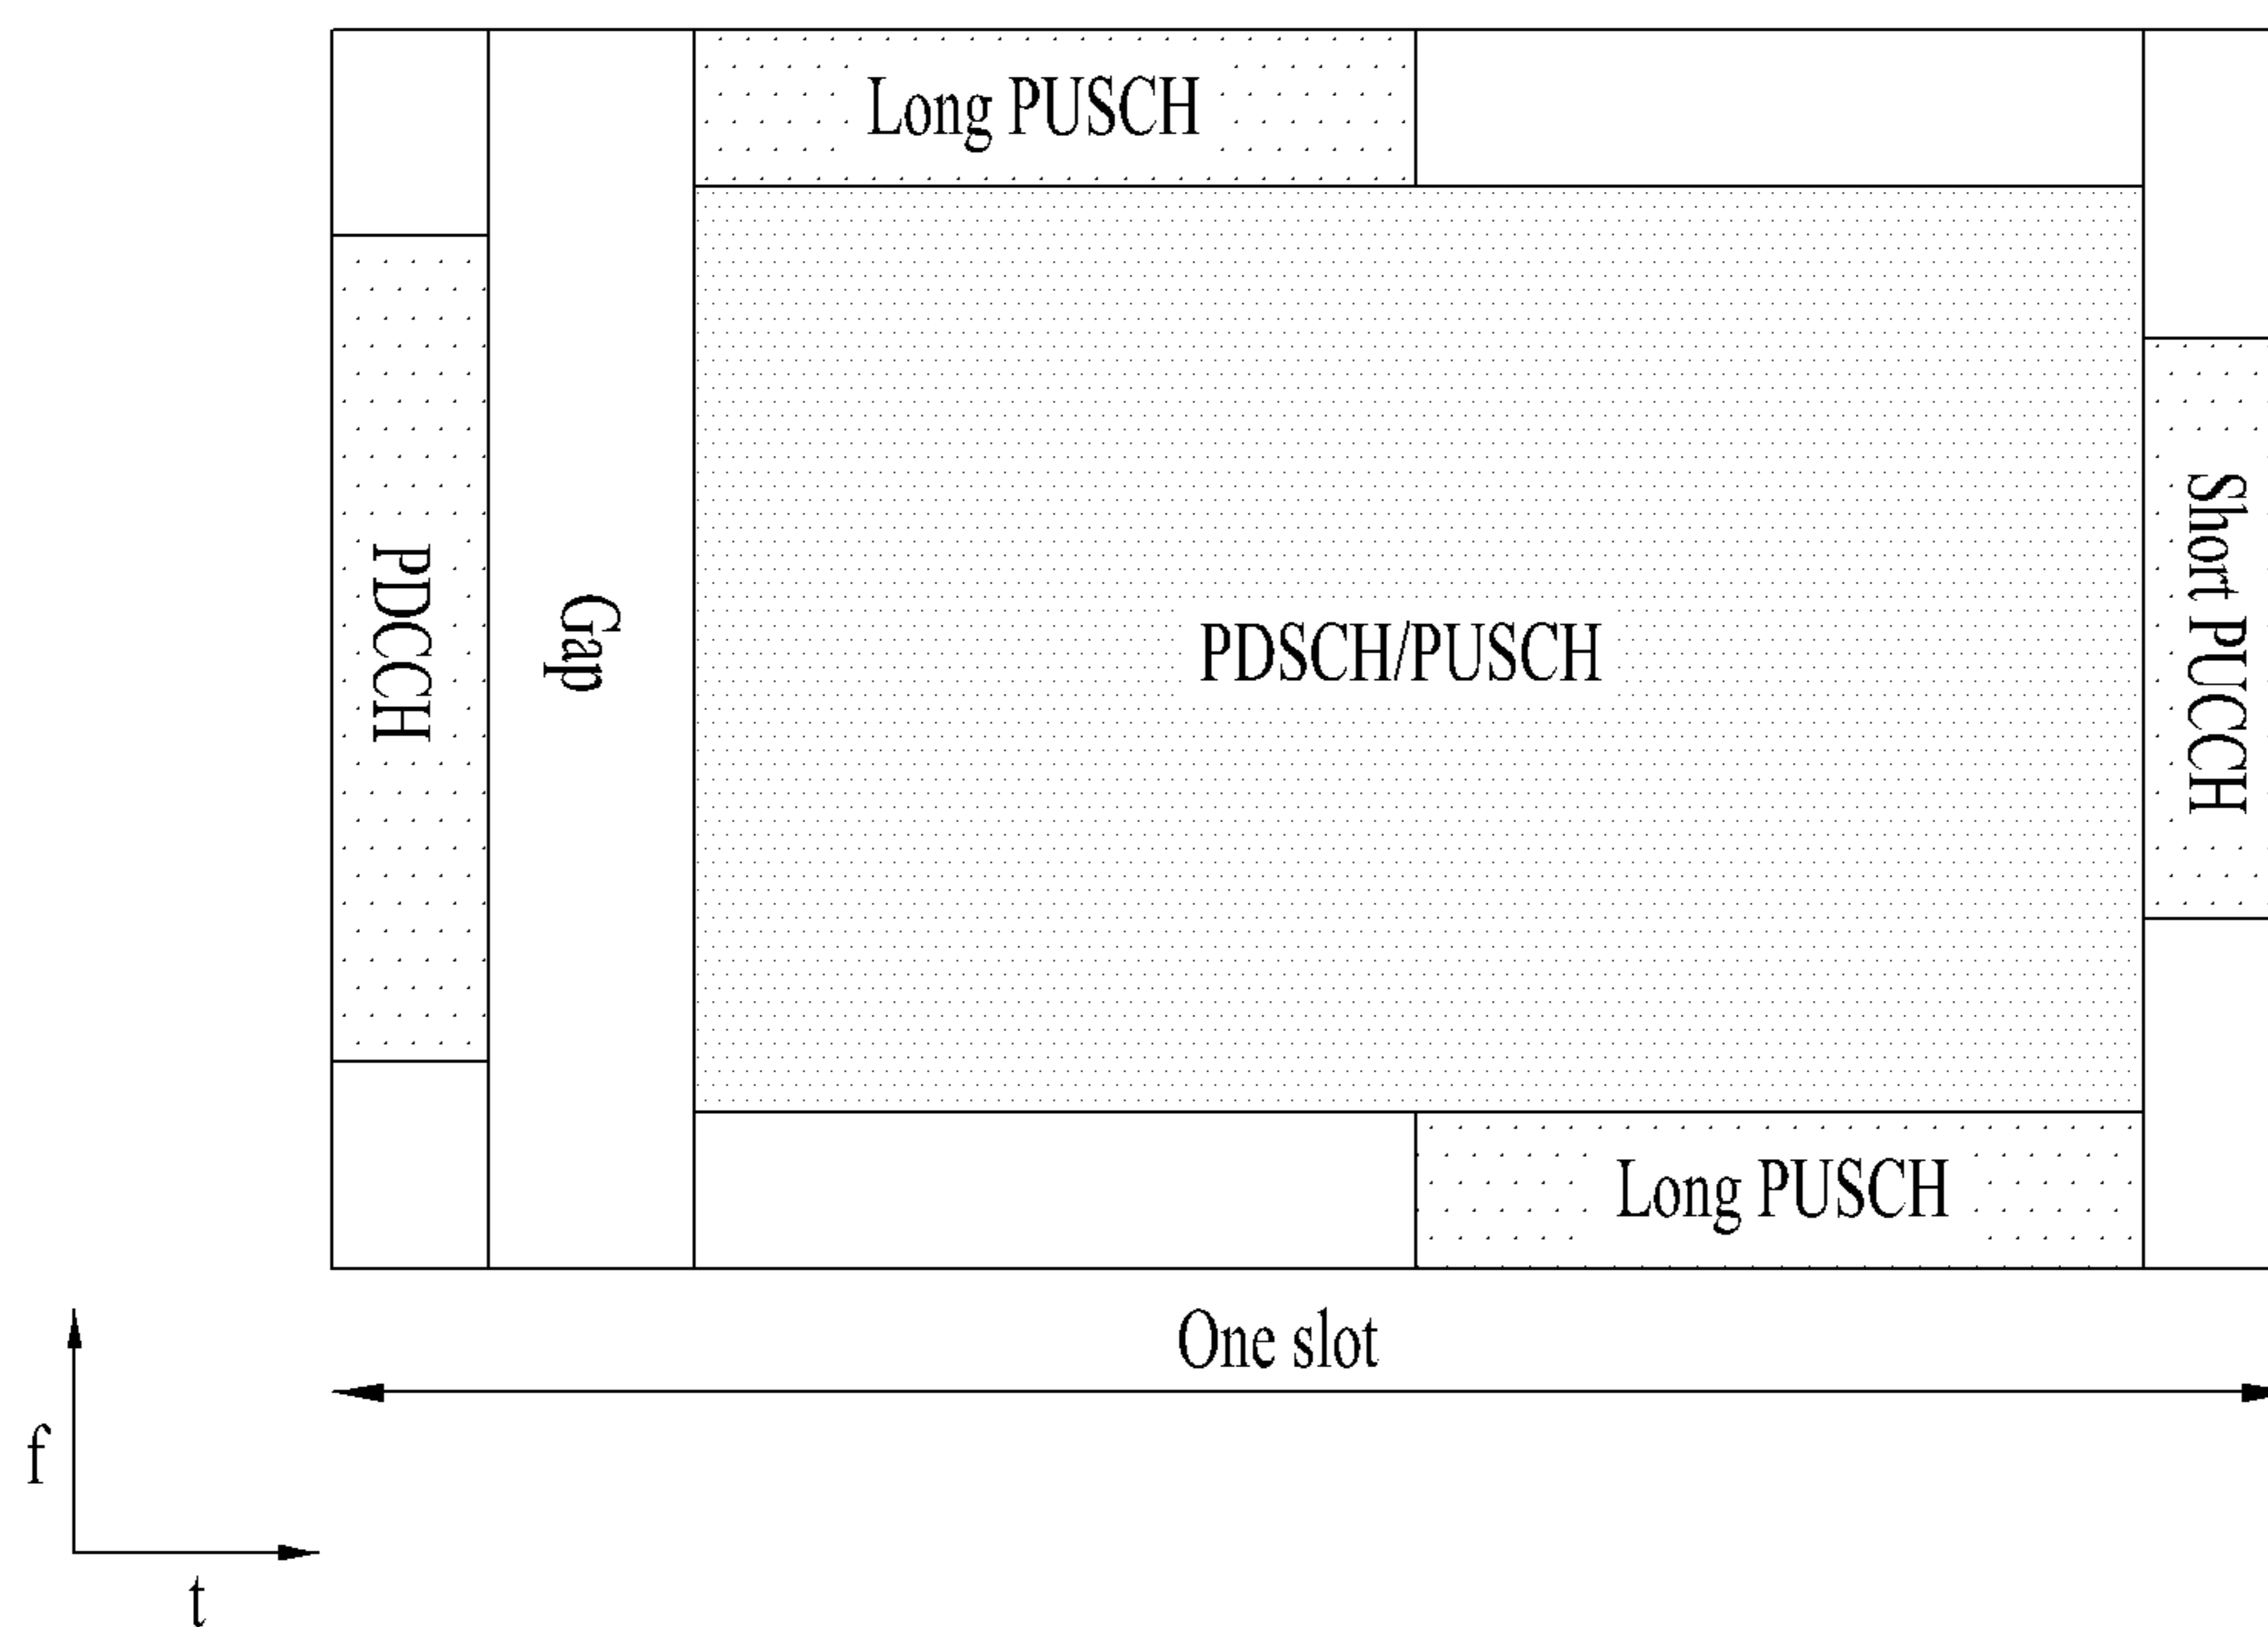 Long PUSCH
PDCCH
Gap
PDSCH/PUSCH
Short PUCCH
Long PUSCH
One slot
f
t